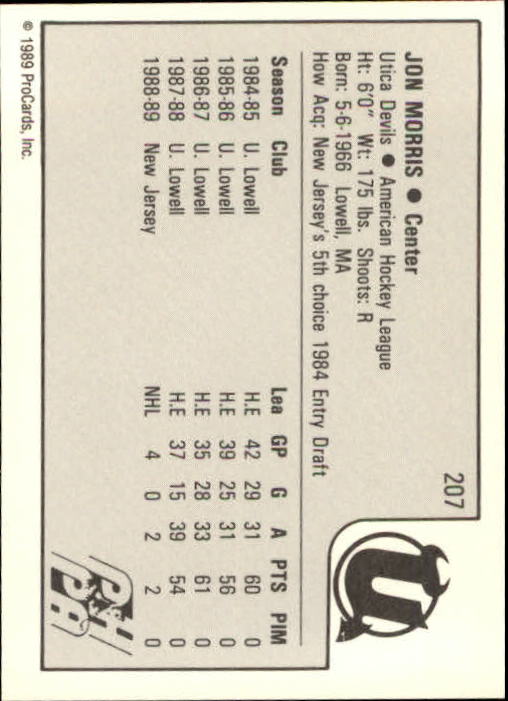 207
JON MORRIS ● Center
Utica Devils ● American Hockey League
Ht: 6'0" Wt: 175 lbs. Shoots: R
Born: 5-6-1966 Lowell, MA
How Acq: New Jersey's 5th choice 1984 Entry Draft
Season Club Lea GP G A PTS PIM
1984-85 U. Lowell H.E 42 29 31 60 0
1985-86 U. Lowell H.E 39 25 31 56 0
1986-87 U. Lowell H.E 35 28 33 61 0
1987-88 U. Lowell H.E 37 15 39 54 0
1988-89 New Jersey NHL 4 0 2 2 0
© 1989 ProCards, Inc.
U